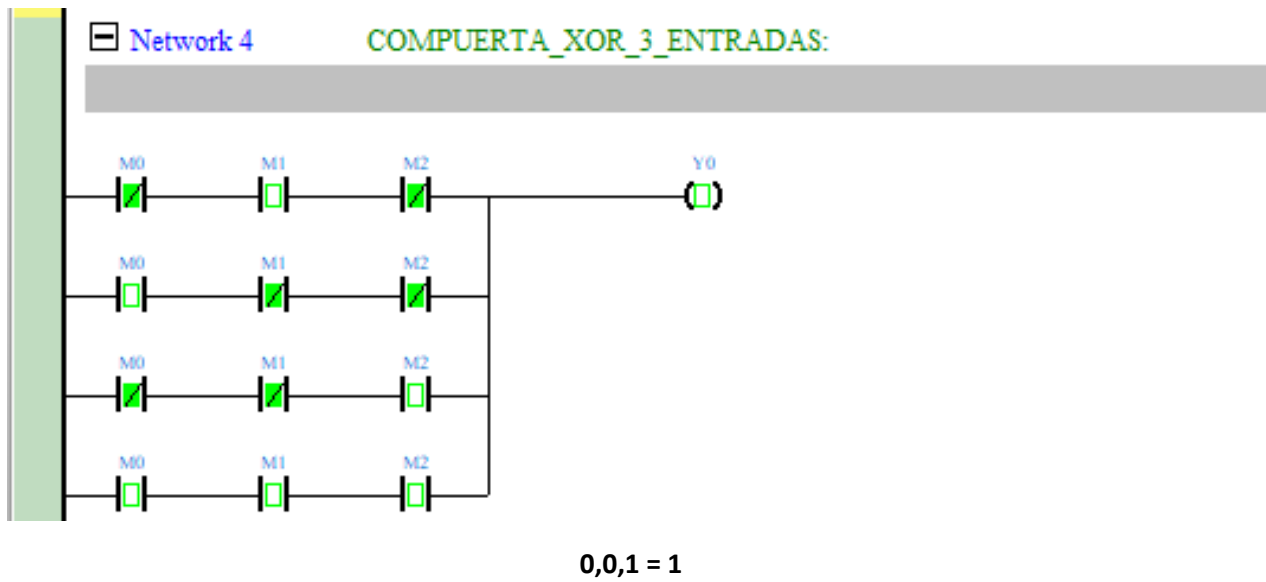 Network 4 COMPUERTA_XOR_3_ENTRADAS:
M0 M1 M2 Y0
M0 M1 M2
M0 M1 M2
M0 M1 M2
0,0,1 = 1